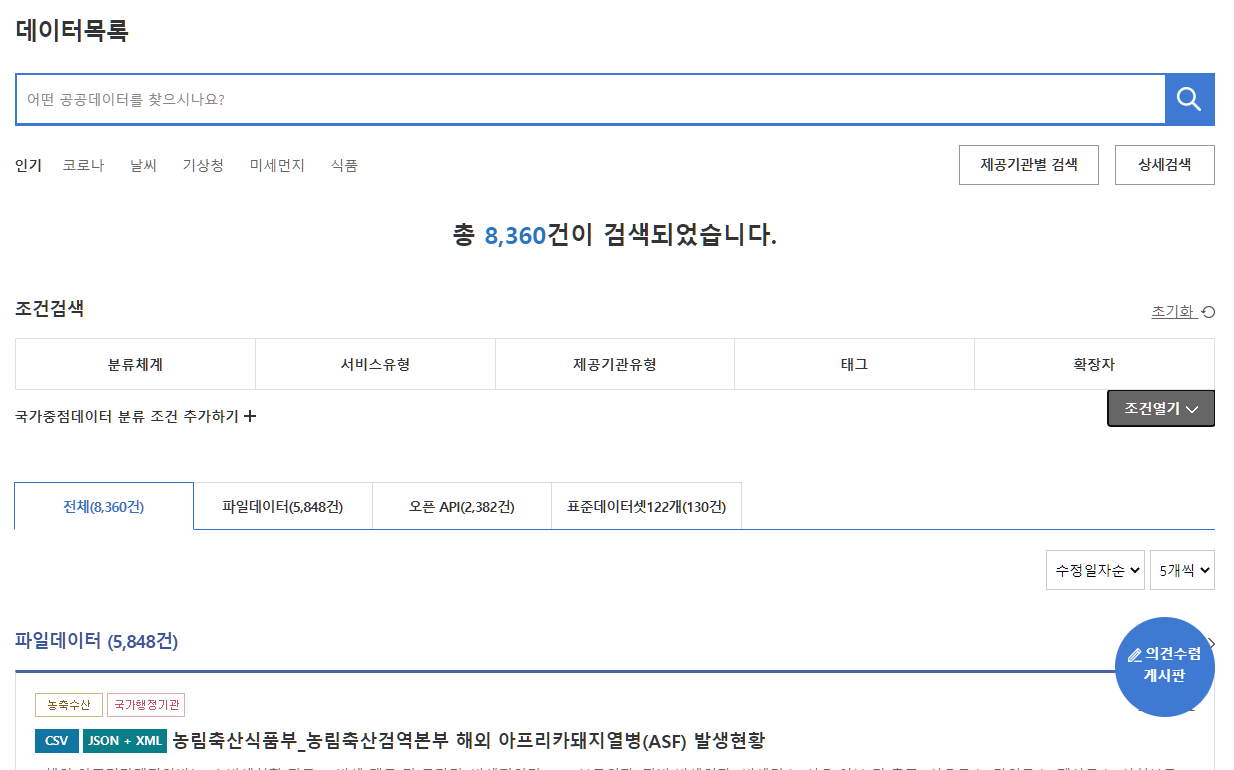 데이터목록
어떤 공공데이터를 찾으시나요?
인기 코로나 날씨 기상청 미세먼지 식품 제공기관별 검색 상세검색
총 8,360건이 검색되었습니다.
조건검색 초기화
분류체계 서비스유형 제공기관유형 태그 확장자
국가중점데이터 분류 조건 추가하기 조건열기
전체(8,360건) 파일데이터(5,848건) 오픈 API(2,382건) 표준데이터셋122개(130건)
수정일자순 5개씩
파일데이터 (5,848건)
의견수렴
게시판
농축수산 국가행정기관
CSV JSON + XML 농림축산식품부_농림축산검역본부 해외 아프리카돼지열병(ASF) 발생현황